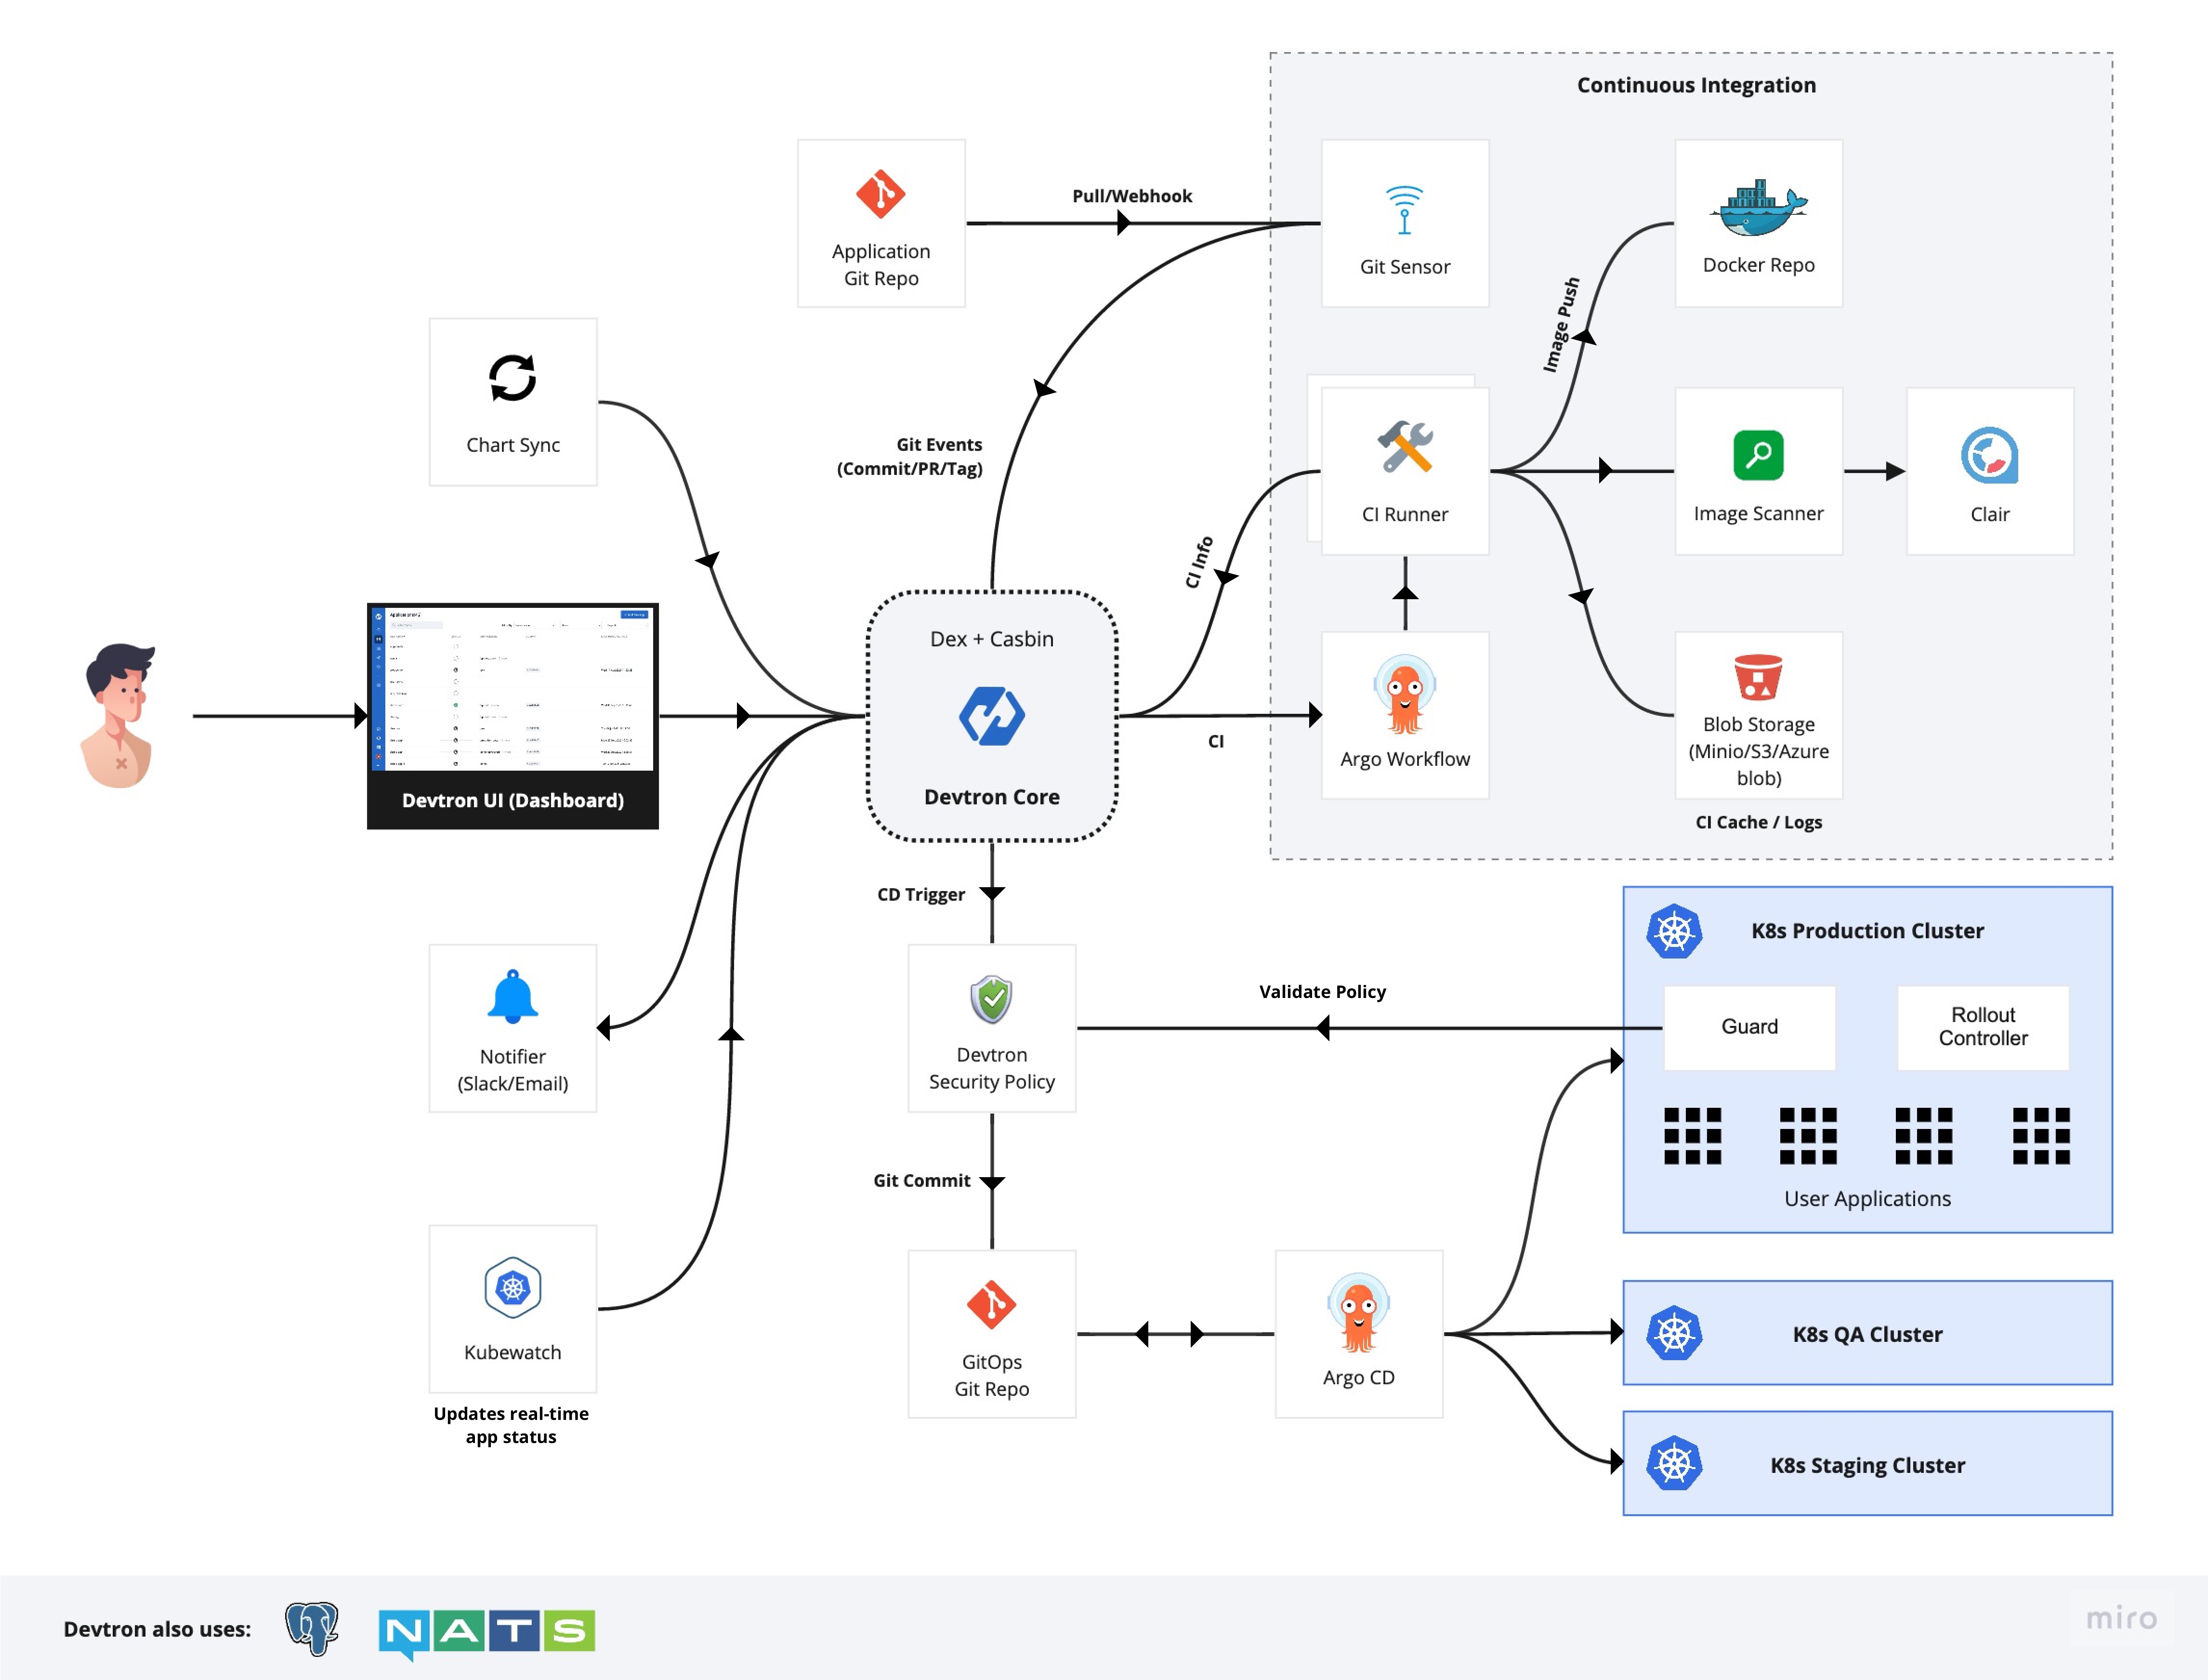 Continuous Integration
Application
Git Repo
Pull/Webhook
Git Sensor
Docker Repo
Image Push
Chart Sync
Git Events
(Commit/PR/Tag)
CI Runner
Image Scanner
Clair
CI Info
Dex + Casbin
Devtron Core
CI
Argo Workflow
Blob Storage
(Minio/S3/Azure
blob)
CI Cache / Logs
Devtron UI (Dashboard)
CD Trigger
K8s Production Cluster
Guard
Rollout
Controller
Validate Policy
Notifier
(Slack/Email)
Devtron
Security Policy
User Applications
Git Commit
Kubewatch
Updates real-time
app status
GitOps
Git Repo
Argo CD
K8s QA Cluster
K8s Staging Cluster
Devtron also uses:
NATS
miro